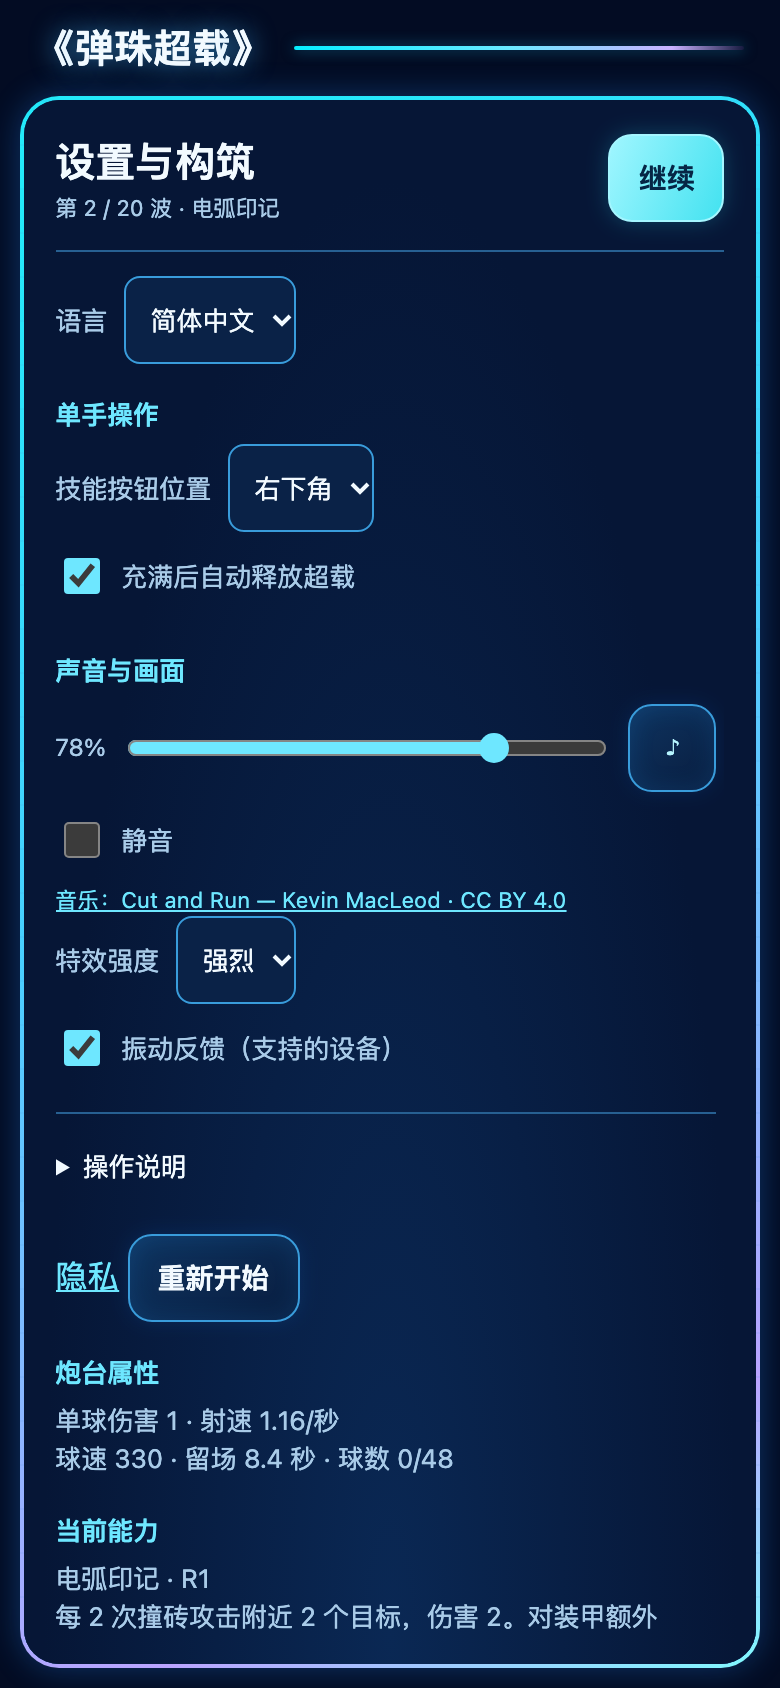 《弹珠超载》
设置与构筑
继续
第 2 / 20 波 · 电弧印记
语言
简体中文
单手操作
技能按钮位置
右下角
充满后自动释放超载
声音与画面
78%
♪
静音
音乐：Cut and Run — Kevin MacLeod · CC BY 4.0
特效强度
强烈
振动反馈（支持的设备）
操作说明
隐私
重新开始
炮台属性
单球伤害 1 · 射速 1.16/秒
球速 330 · 留场 8.4 秒 · 球数 0/48
当前能力
电弧印记 · R1
每 2 次撞砖攻击附近 2 个目标，伤害 2。对装甲额外